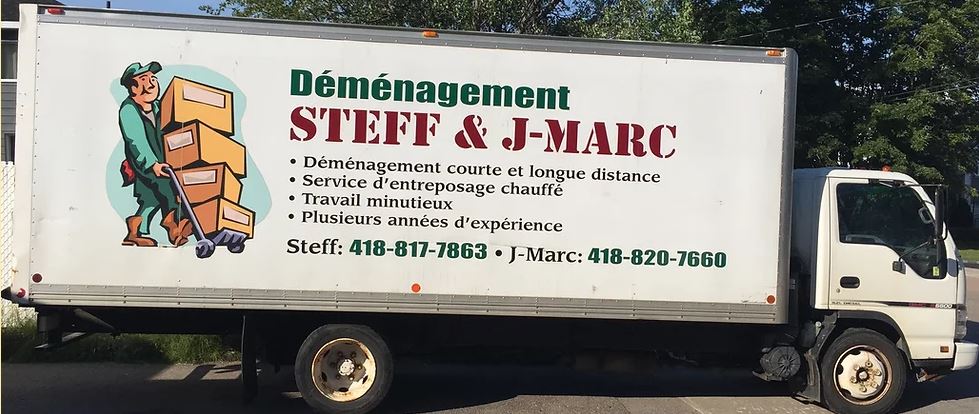 Déménagement
STEFF & J-MARC
• Déménagement courte et longue distance
• Service d'entreposage chauffé
• Travail minutieux
• Plusieurs années d'expérience
Steff: 418-817-7863 • J-Marc: 418-820-7660